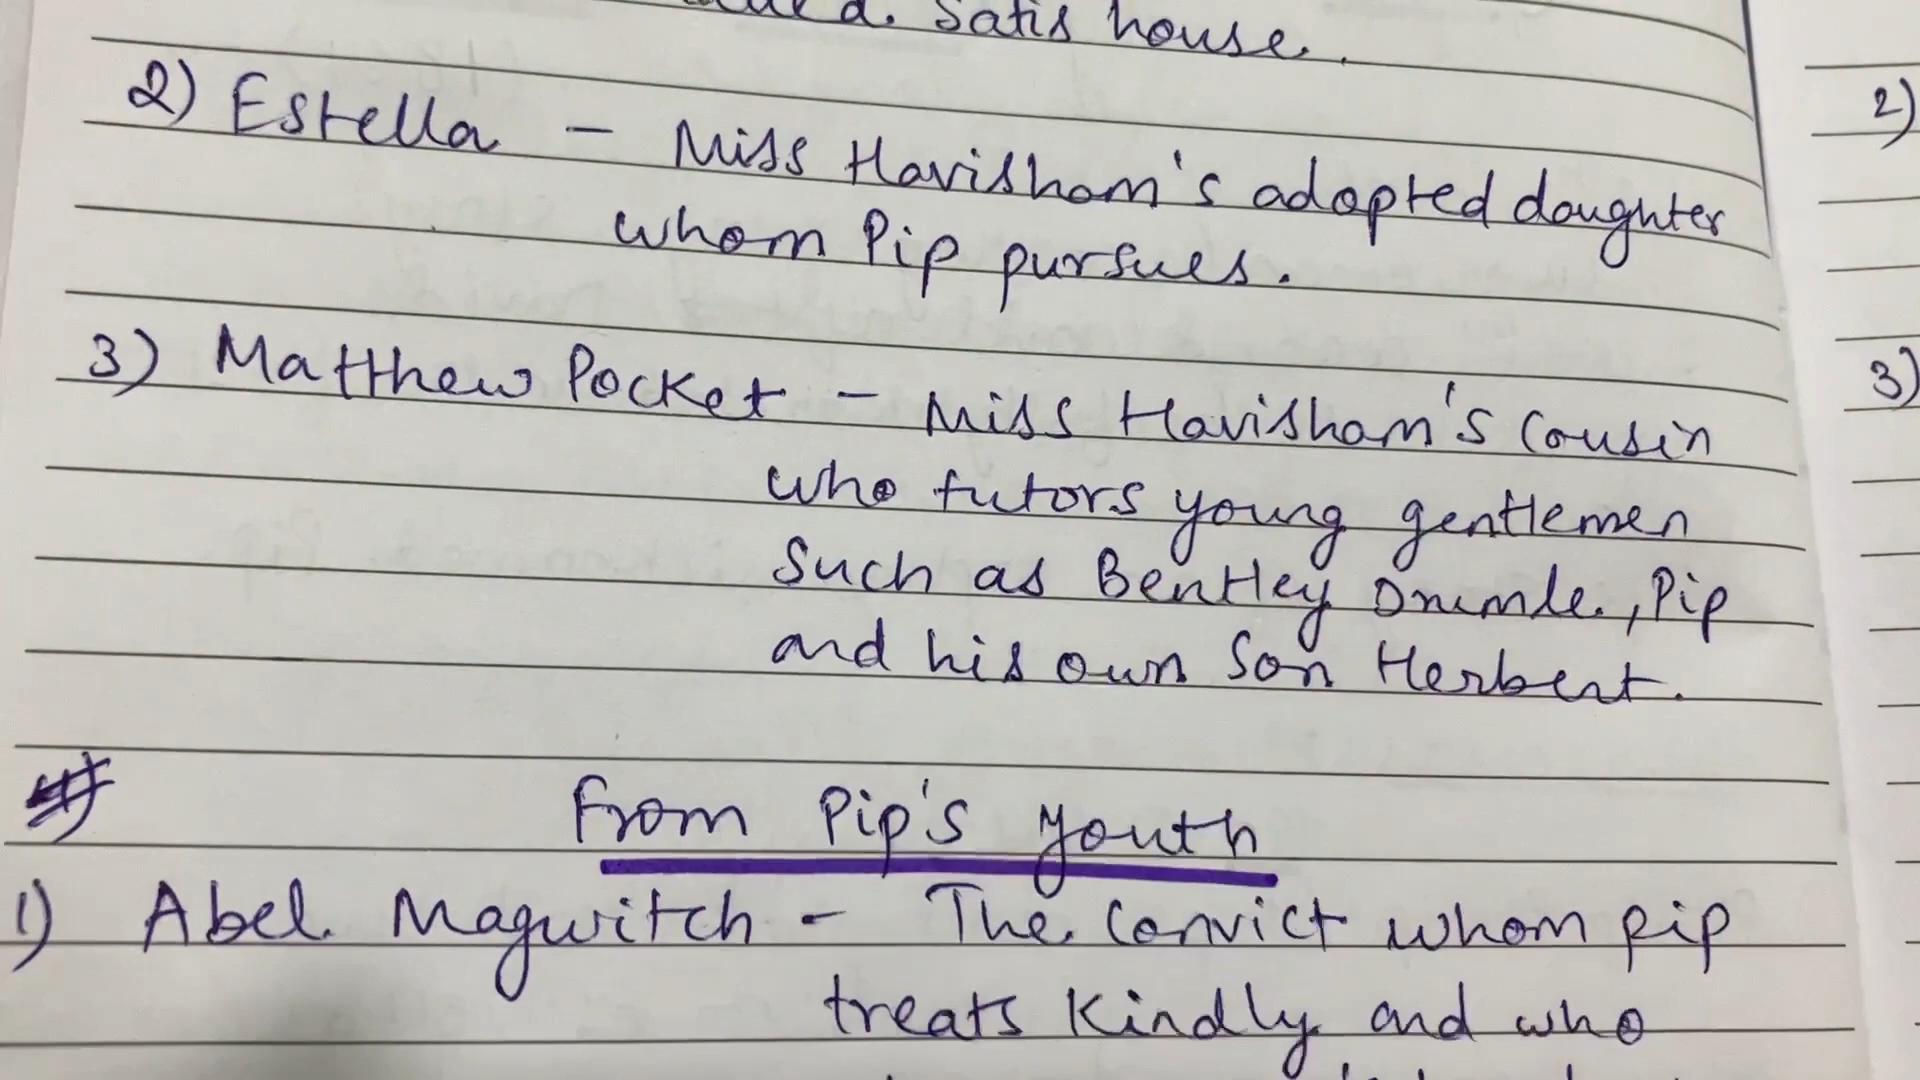 Satis house.
2) Estella - Miss Havisham's adopted daughter
whom Pip pursues.
3) Matthew Pocket - Miss Havisham's Cousin
who tutors young gentlemen
Such as Bentley Drumle, Pip
and his own Son Herbert.
# From Pip's youth
1) Abel Magwitch - The Convict whom pip
treats Kindly and who
2)
3)